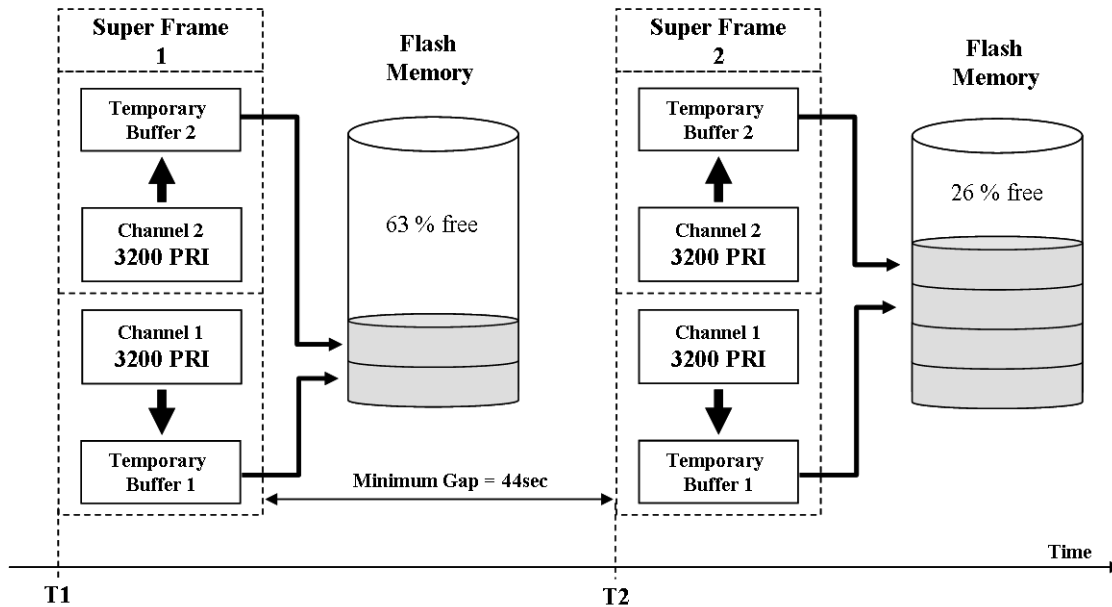 Super Frame
1
Flash
Memory
Temporary
Buffer 2
Channel 2
3200 PRI
63 % free
Channel 1
3200 PRI
Temporary
Buffer 1
Minimum Gap = 44sec
Super Frame
2
Flash
Memory
Temporary
Buffer 2
Channel 2
3200 PRI
26 % free
Channel 1
3200 PRI
Temporary
Buffer 1
Time
T1
T2